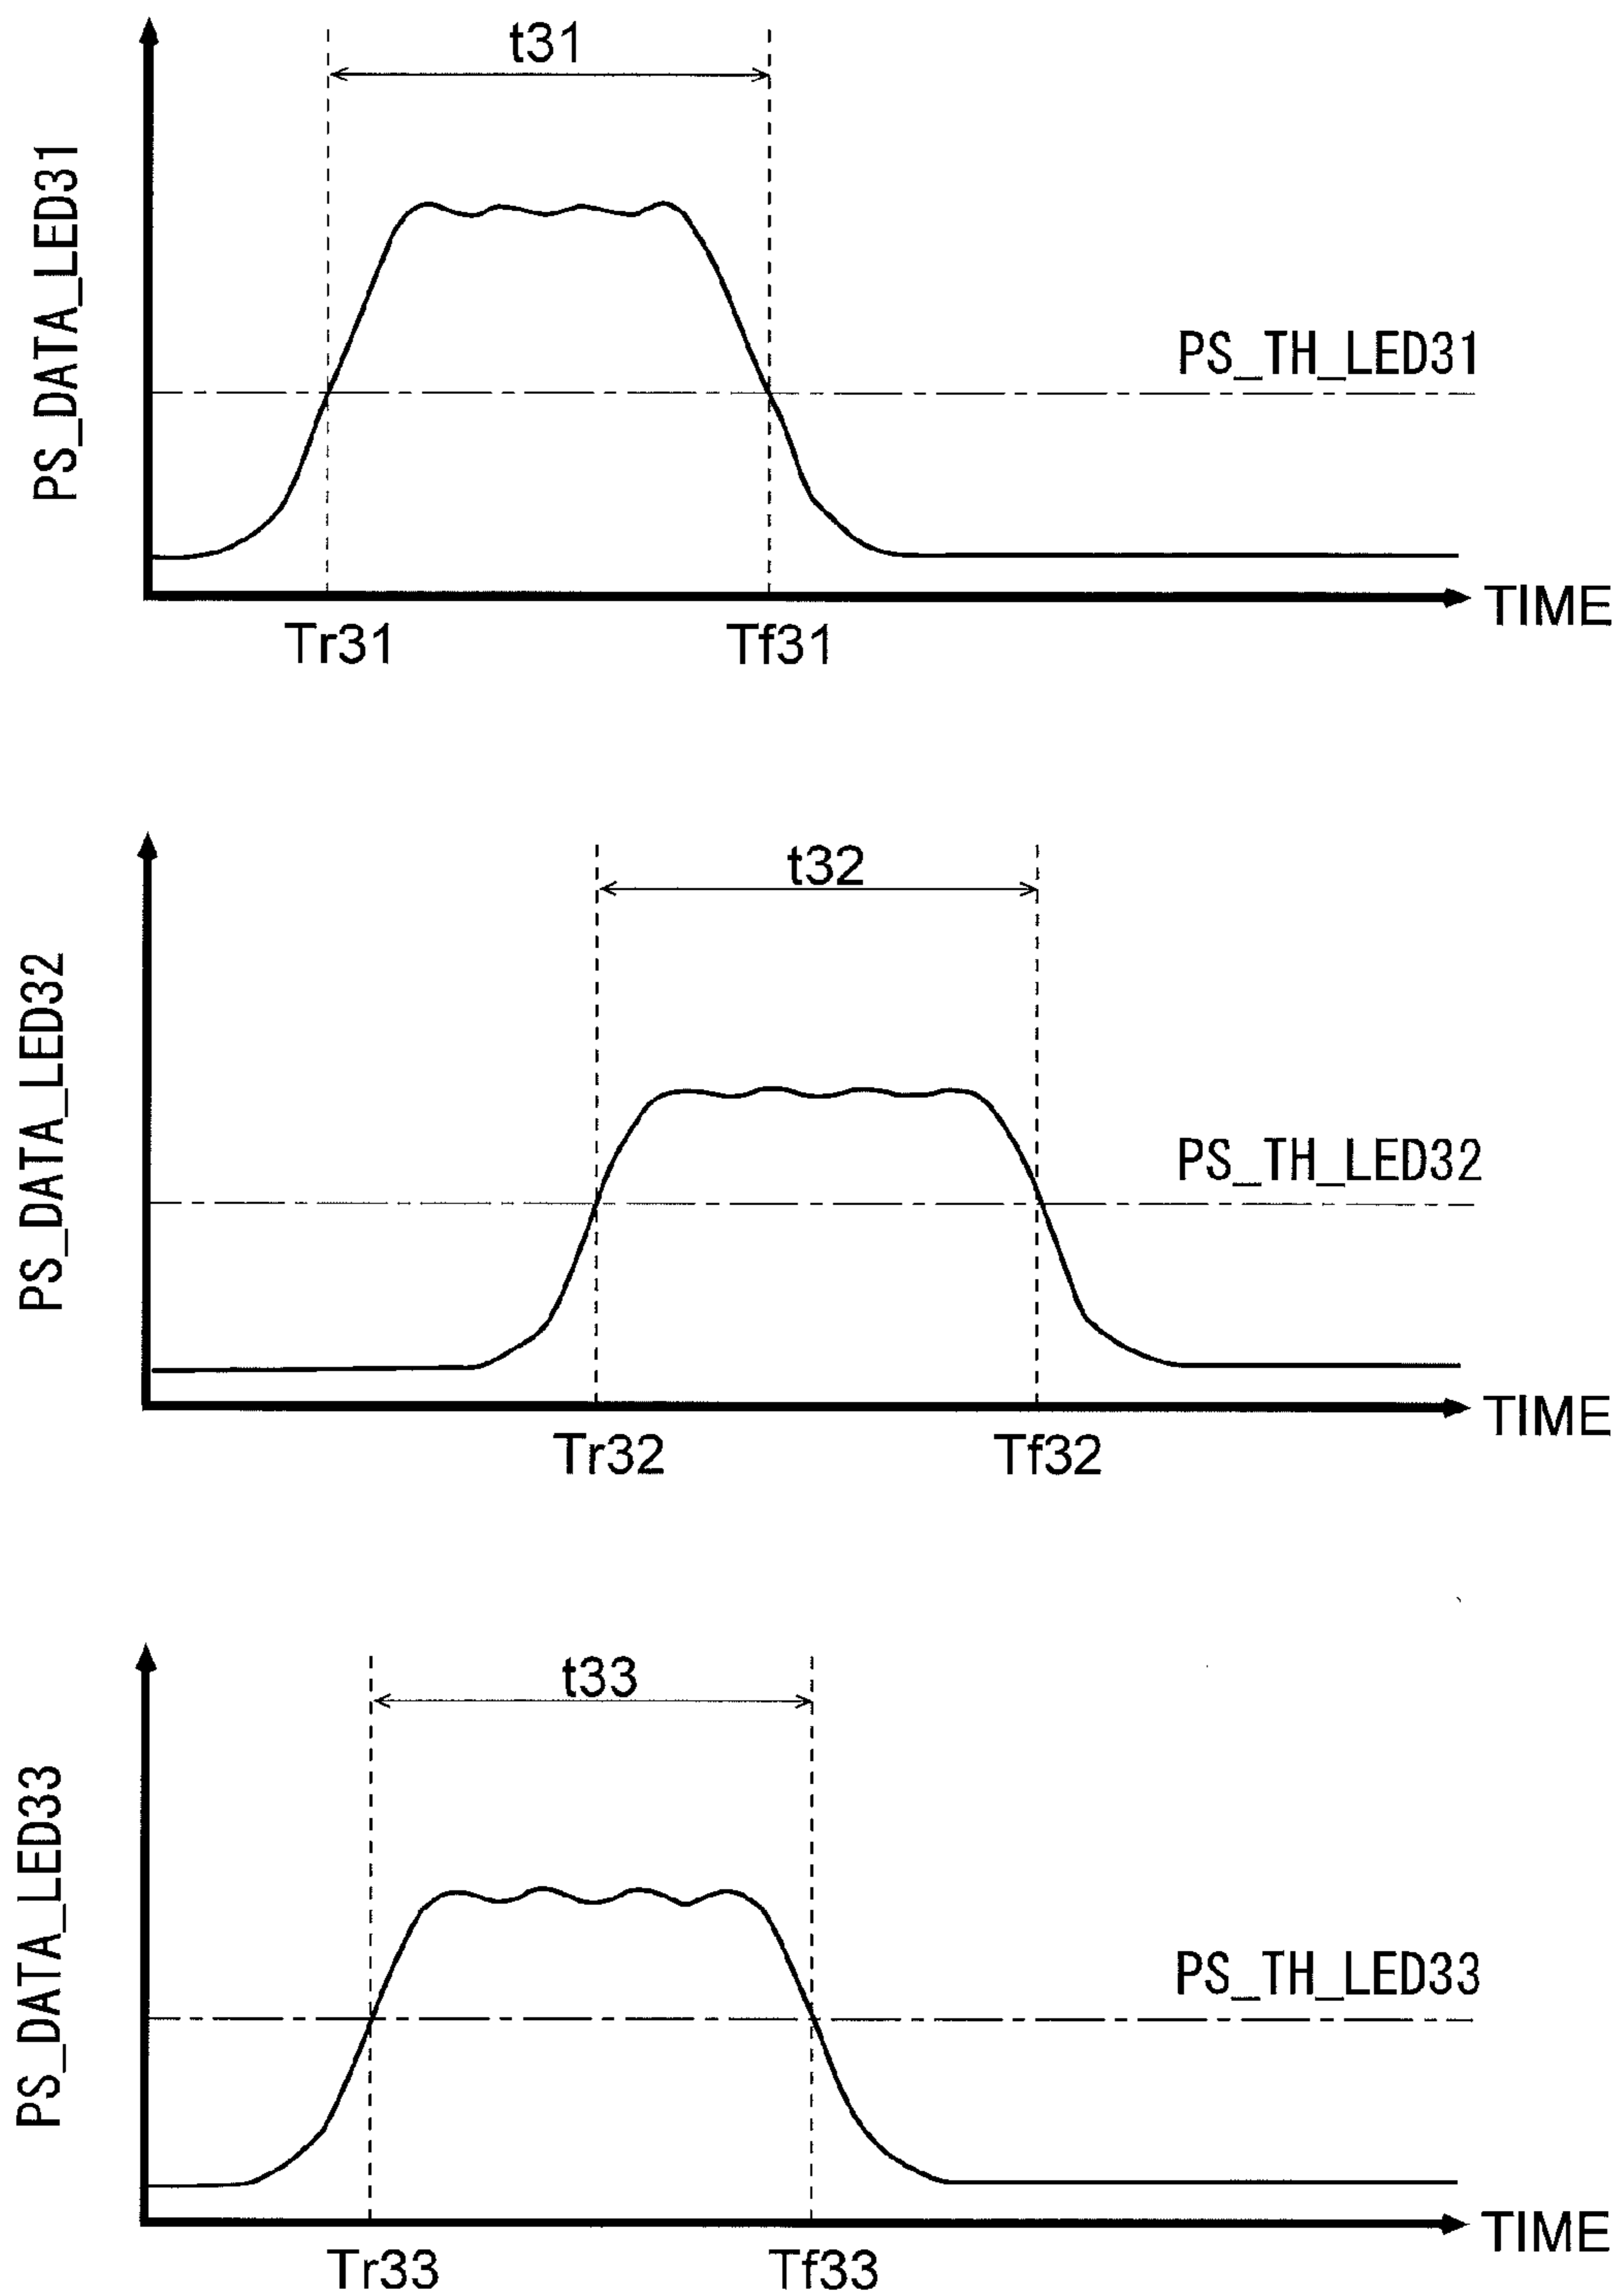 t31
PS_DATA_LED31
PS_TH_LED31
TIME
Tr31
Tf31
t32
PS_DATA_LED32
PS_TH_LED32
TIME
Tr32
Tf32
t33
PS_DATA_LED33
PS_TH_LED33
TIME
Tr33
Tf33